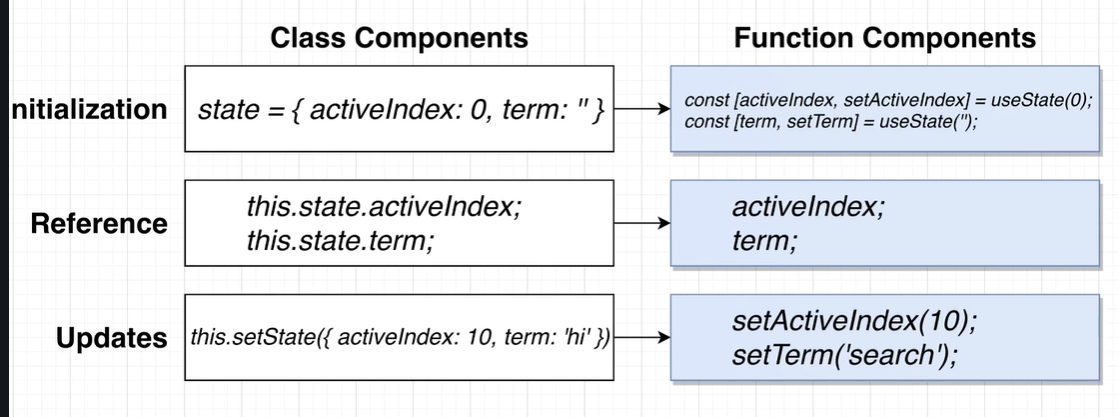 Class Components
Function Components
nitialization
state = { activeIndex: 0, term: '' }
const [activeIndex, setActiveIndex] = useState(0);
const [term, setTerm] = useState('');
Reference
this.state.activeIndex;
this.state.term;
activeIndex;
term;
Updates
this.setState({ activeIndex: 10, term: 'hi' })
setActiveIndex(10);
setTerm('search');